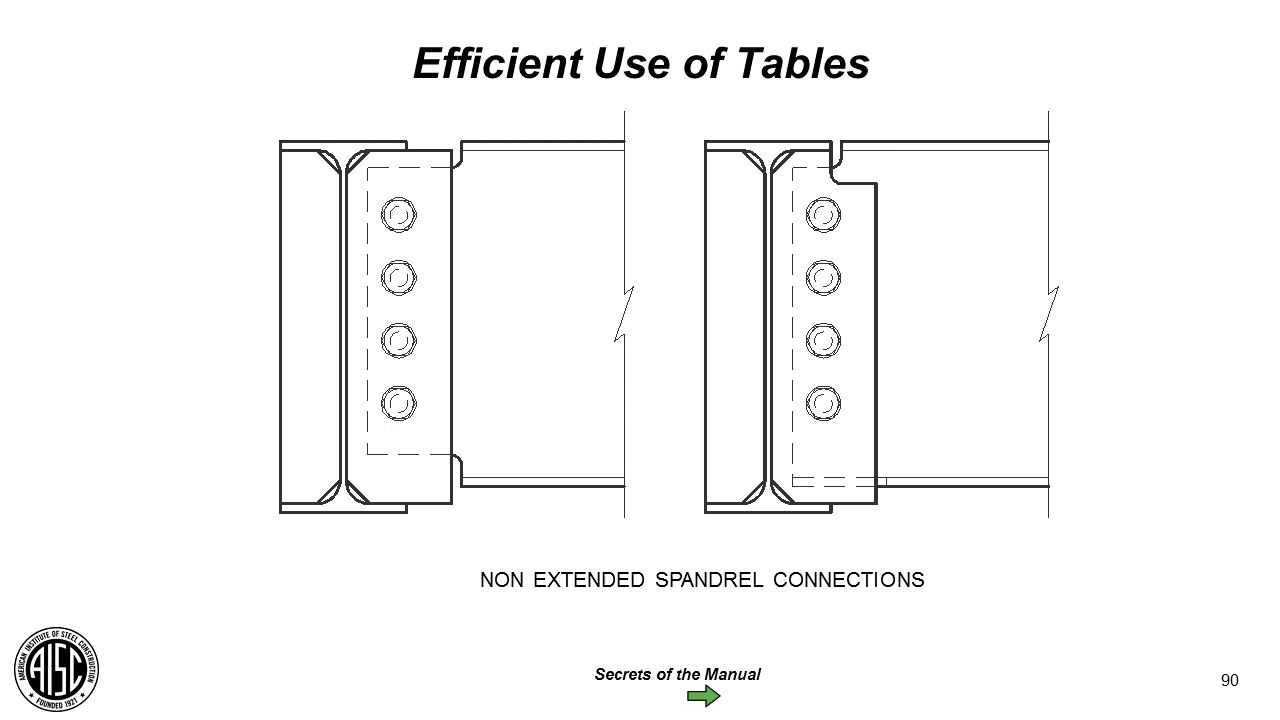 Efficient Use of Tables
NON EXTENDED SPANDREL CONNECTIONS
AMERICAN INSTITUTE OF STEEL CONSTRUCTION
AISC
FOUNDED 1921
Secrets of the Manual
90